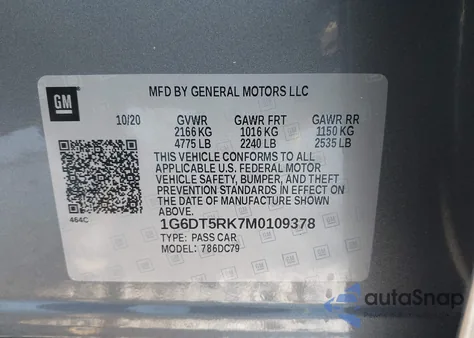 GM
MFD BY GENERAL MOTORS LLC
10/20 GVWR GAWR FRT GAWR RR
2166 KG 1016 KG 1150 KG
4775 LB 2240 LB 2535 LB
THIS VEHICLE CONFORMS TO ALL
APPLICABLE U.S. FEDERAL MOTOR
VEHICLE SAFETY, BUMPER, AND THEFT
PREVENTION STANDARDS IN EFFECT ON
THE DATE OF MANUFACTURE SHOWN
ABOVE.
464C
1G6DT5RK7M0109378
TYPE: PASS CAR
MODEL: 786DC79
autoSnap